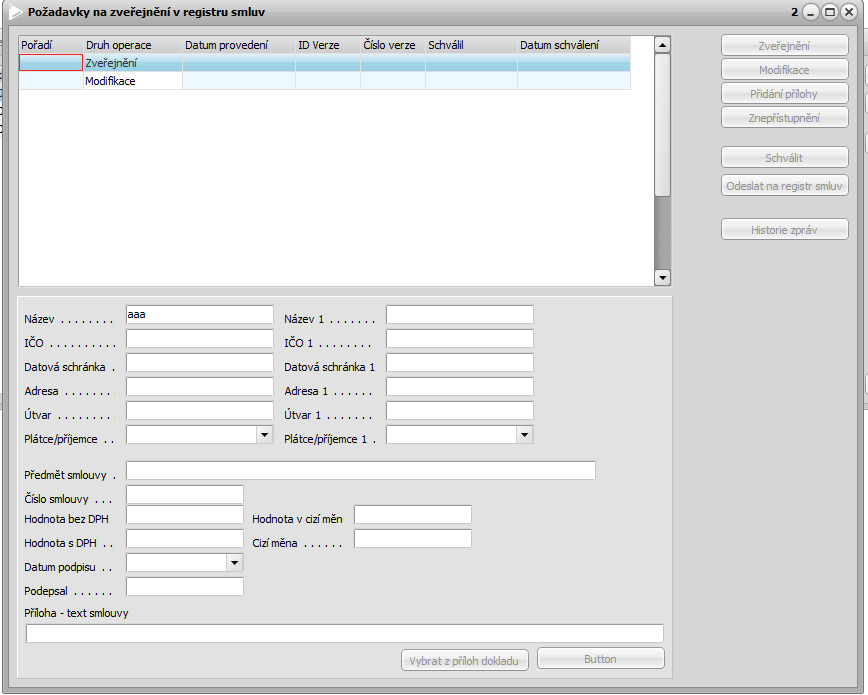 Požadavky na zveřejnění v registru smluv 2
Pořadí Druh operace Datum provedení ID Verze Číslo verze Schválil Datum schválení
Zveřejnění
Modifikace
Zveřejnění
Modifikace
Přidání přílohy
Znepřístupnění
Schválit
Odeslat na registr smluv
Historie zpráv
Název . . . . . . . . aaa Název 1 . . . . . . .
IČO . . . . . . . . . . IČO 1 . . . . . . . .
Datová schránka . Datová schránka 1
Adresa . . . . . . . . Adresa 1 . . . . . .
Útvar . . . . . . . . . Útvar 1 . . . . . . .
Plátce/příjemce . . Plátce/příjemce 1 .
Předmět smlouvy .
Číslo smlouvy . . .
Hodnota bez DPH Hodnota v cizí měn
Hodnota s DPH . . Cizí měna . . . . . .
Datum podpisu . .
Podepsal . . . . . .
Příloha - text smlouvy
Vybrat z příloh dokladu Button